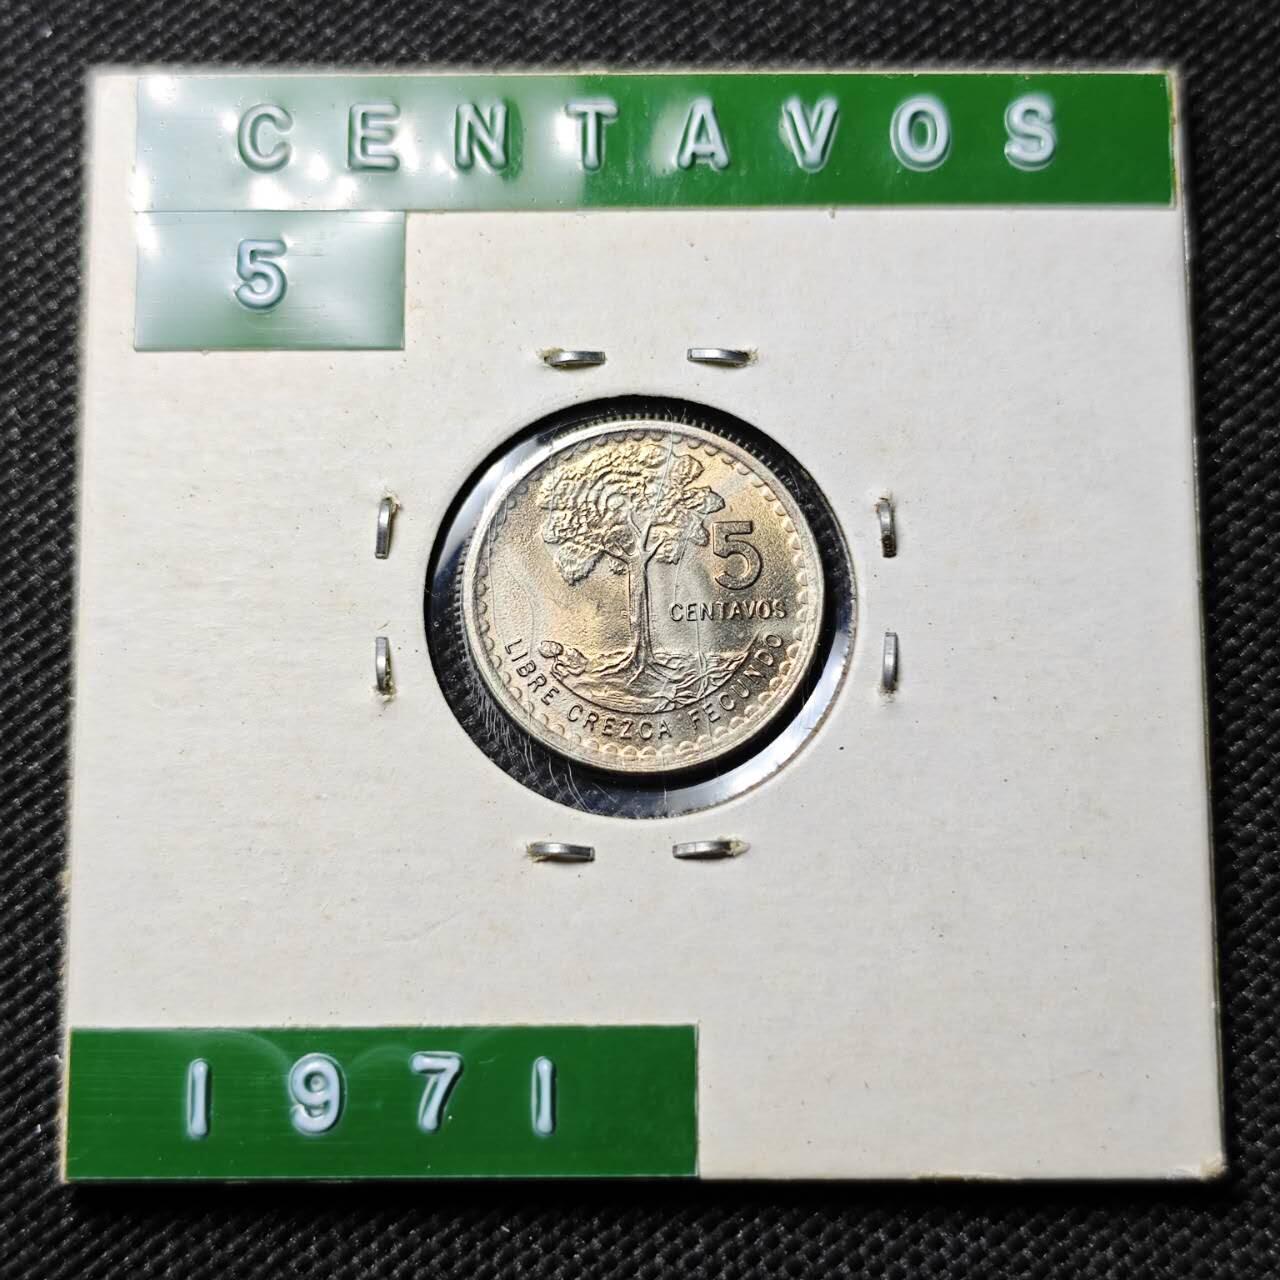 CENTAVOS
5
5
CENTAVOS
LIBRE CREZCA FECUNDO
1971